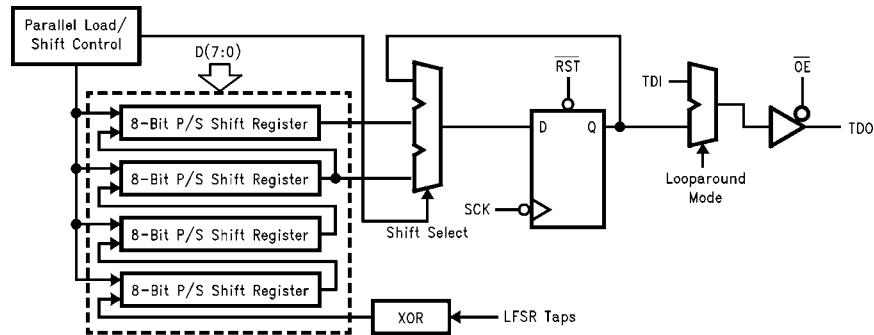 Parallel Load/
Shift Control
D(7:0)
8-Bit P/S Shift Register
8-Bit P/S Shift Register
8-Bit P/S Shift Register
8-Bit P/S Shift Register
XOR
LFSR Taps
Shift Select
SCK
RST
D
Q
TDI
Looparound
Mode
OE
TDO